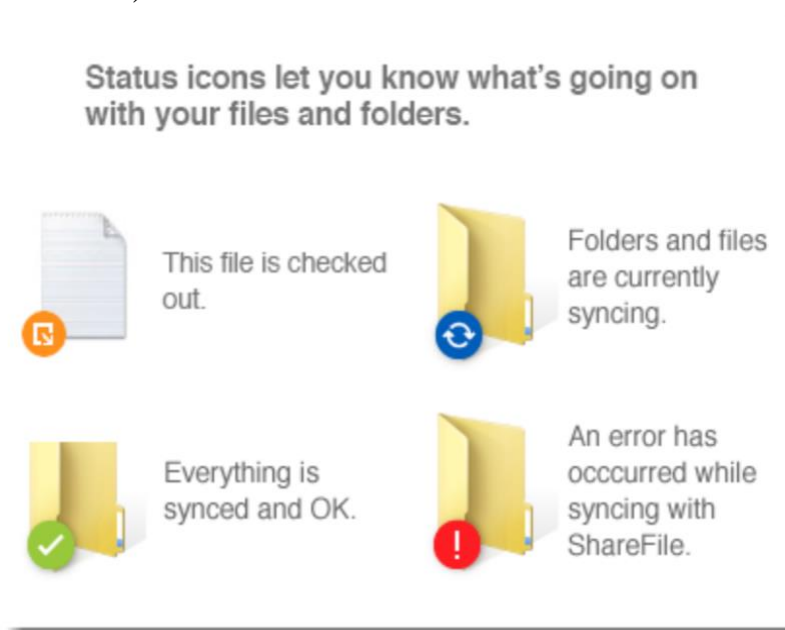 Status icons let you know what's going on
with your files and folders.
This file is checked
out.
Folders and files
are currently
syncing.
Everything is
synced and OK.
An error has
occcurred while
syncing with
ShareFile.